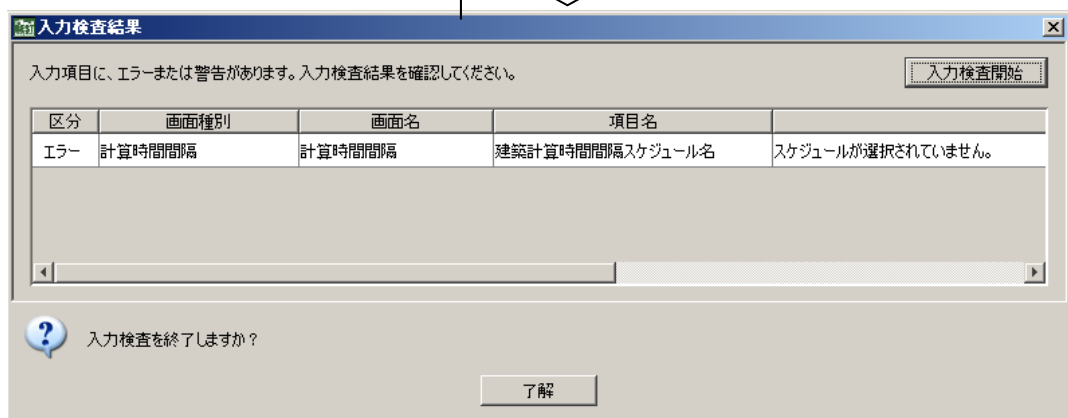 入力検査結果
入力項目に、エラーまたは警告があります。入力検査結果を確認してください。
入力検査開始
区分 画面種別 画面名 項目名
エラー 計算時間間隔 計算時間間隔 建築計算時間間隔スケジュール名 スケジュールが選択されていません。
入力検査を終了しますか?
了解